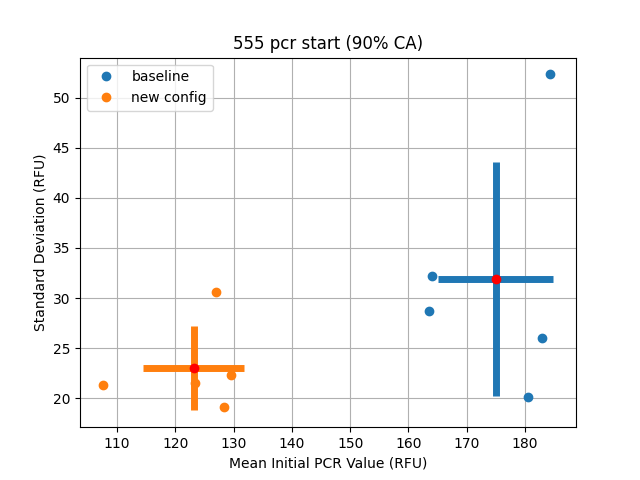 555 pcr start (90% CA)
baseline
new config
Standard Deviation (RFU)
50
45
40
35
30
25
20
110 120 130 140 150 160 170 180
Mean Initial PCR Value (RFU)